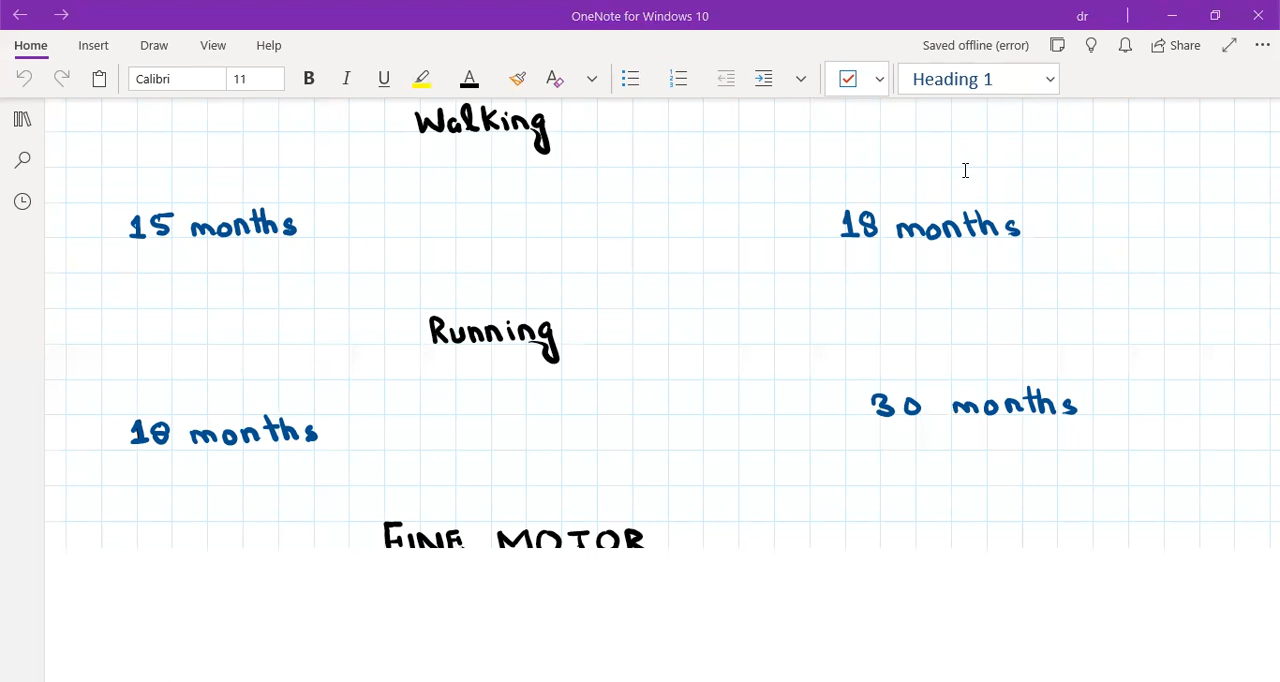 OneNote for Windows 10
dr
Home Insert Draw View Help
Saved offline (error)
Share
Calibri 11 B I U A Heading 1
Walking
15 months 18 months
Running
30 months
18 months
FINE MOTOR